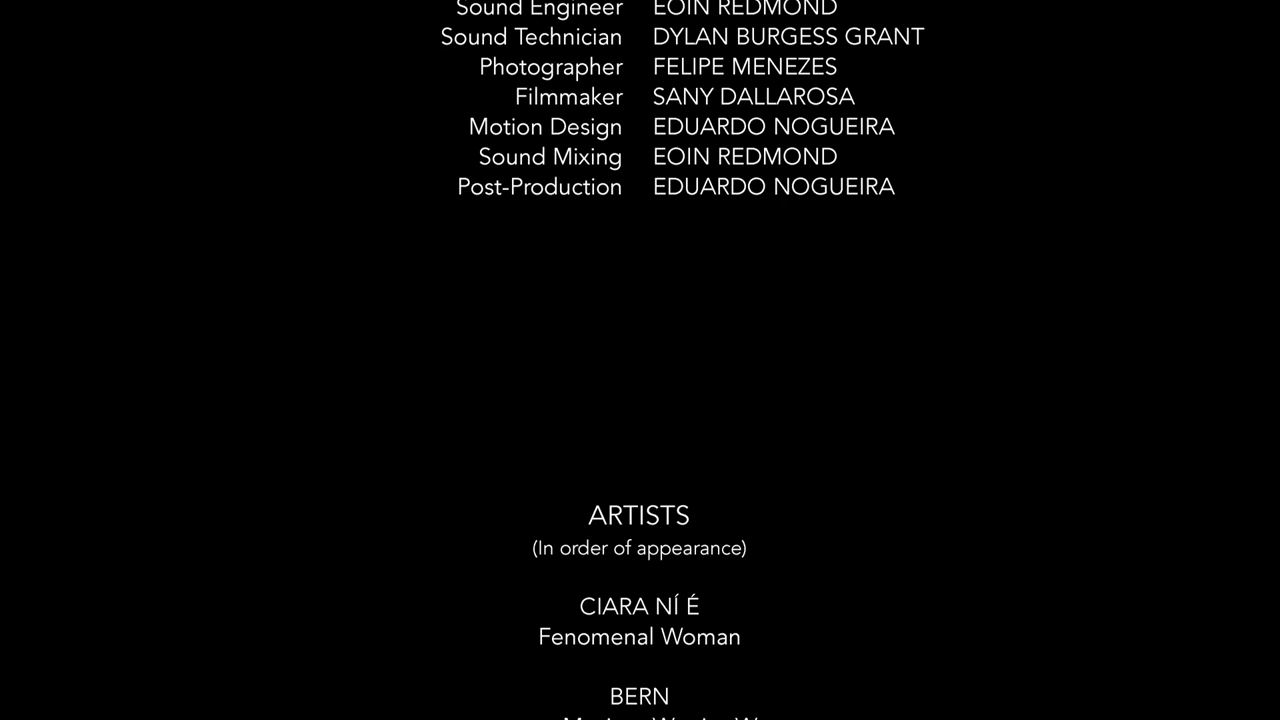 Sound Engineer EOIN REDMOND
Sound Technician DYLAN BURGESS GRANT
Photographer FELIPE MENEZES
Filmmaker SANY DALLAROSA
Motion Design EDUARDO NOGUEIRA
Sound Mixing EOIN REDMOND
Post-Production EDUARDO NOGUEIRA
ARTISTS
(In order of appearance)
CIARA NÍ É
Fenomenal Woman
BERN